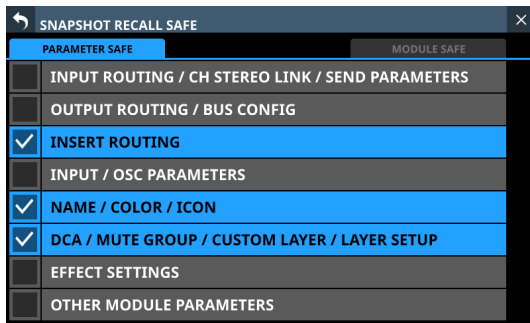 SNAPSHOT RECALL SAFE
PARAMETER SAFE
MODULE SAFE
INPUT ROUTING / CH STEREO LINK / SEND PARAMETERS
OUTPUT ROUTING / BUS CONFIG
INSERT ROUTING
INPUT / OSC PARAMETERS
NAME / COLOR / ICON
DCA / MUTE GROUP / CUSTOM LAYER / LAYER SETUP
EFFECT SETTINGS
OTHER MODULE PARAMETERS